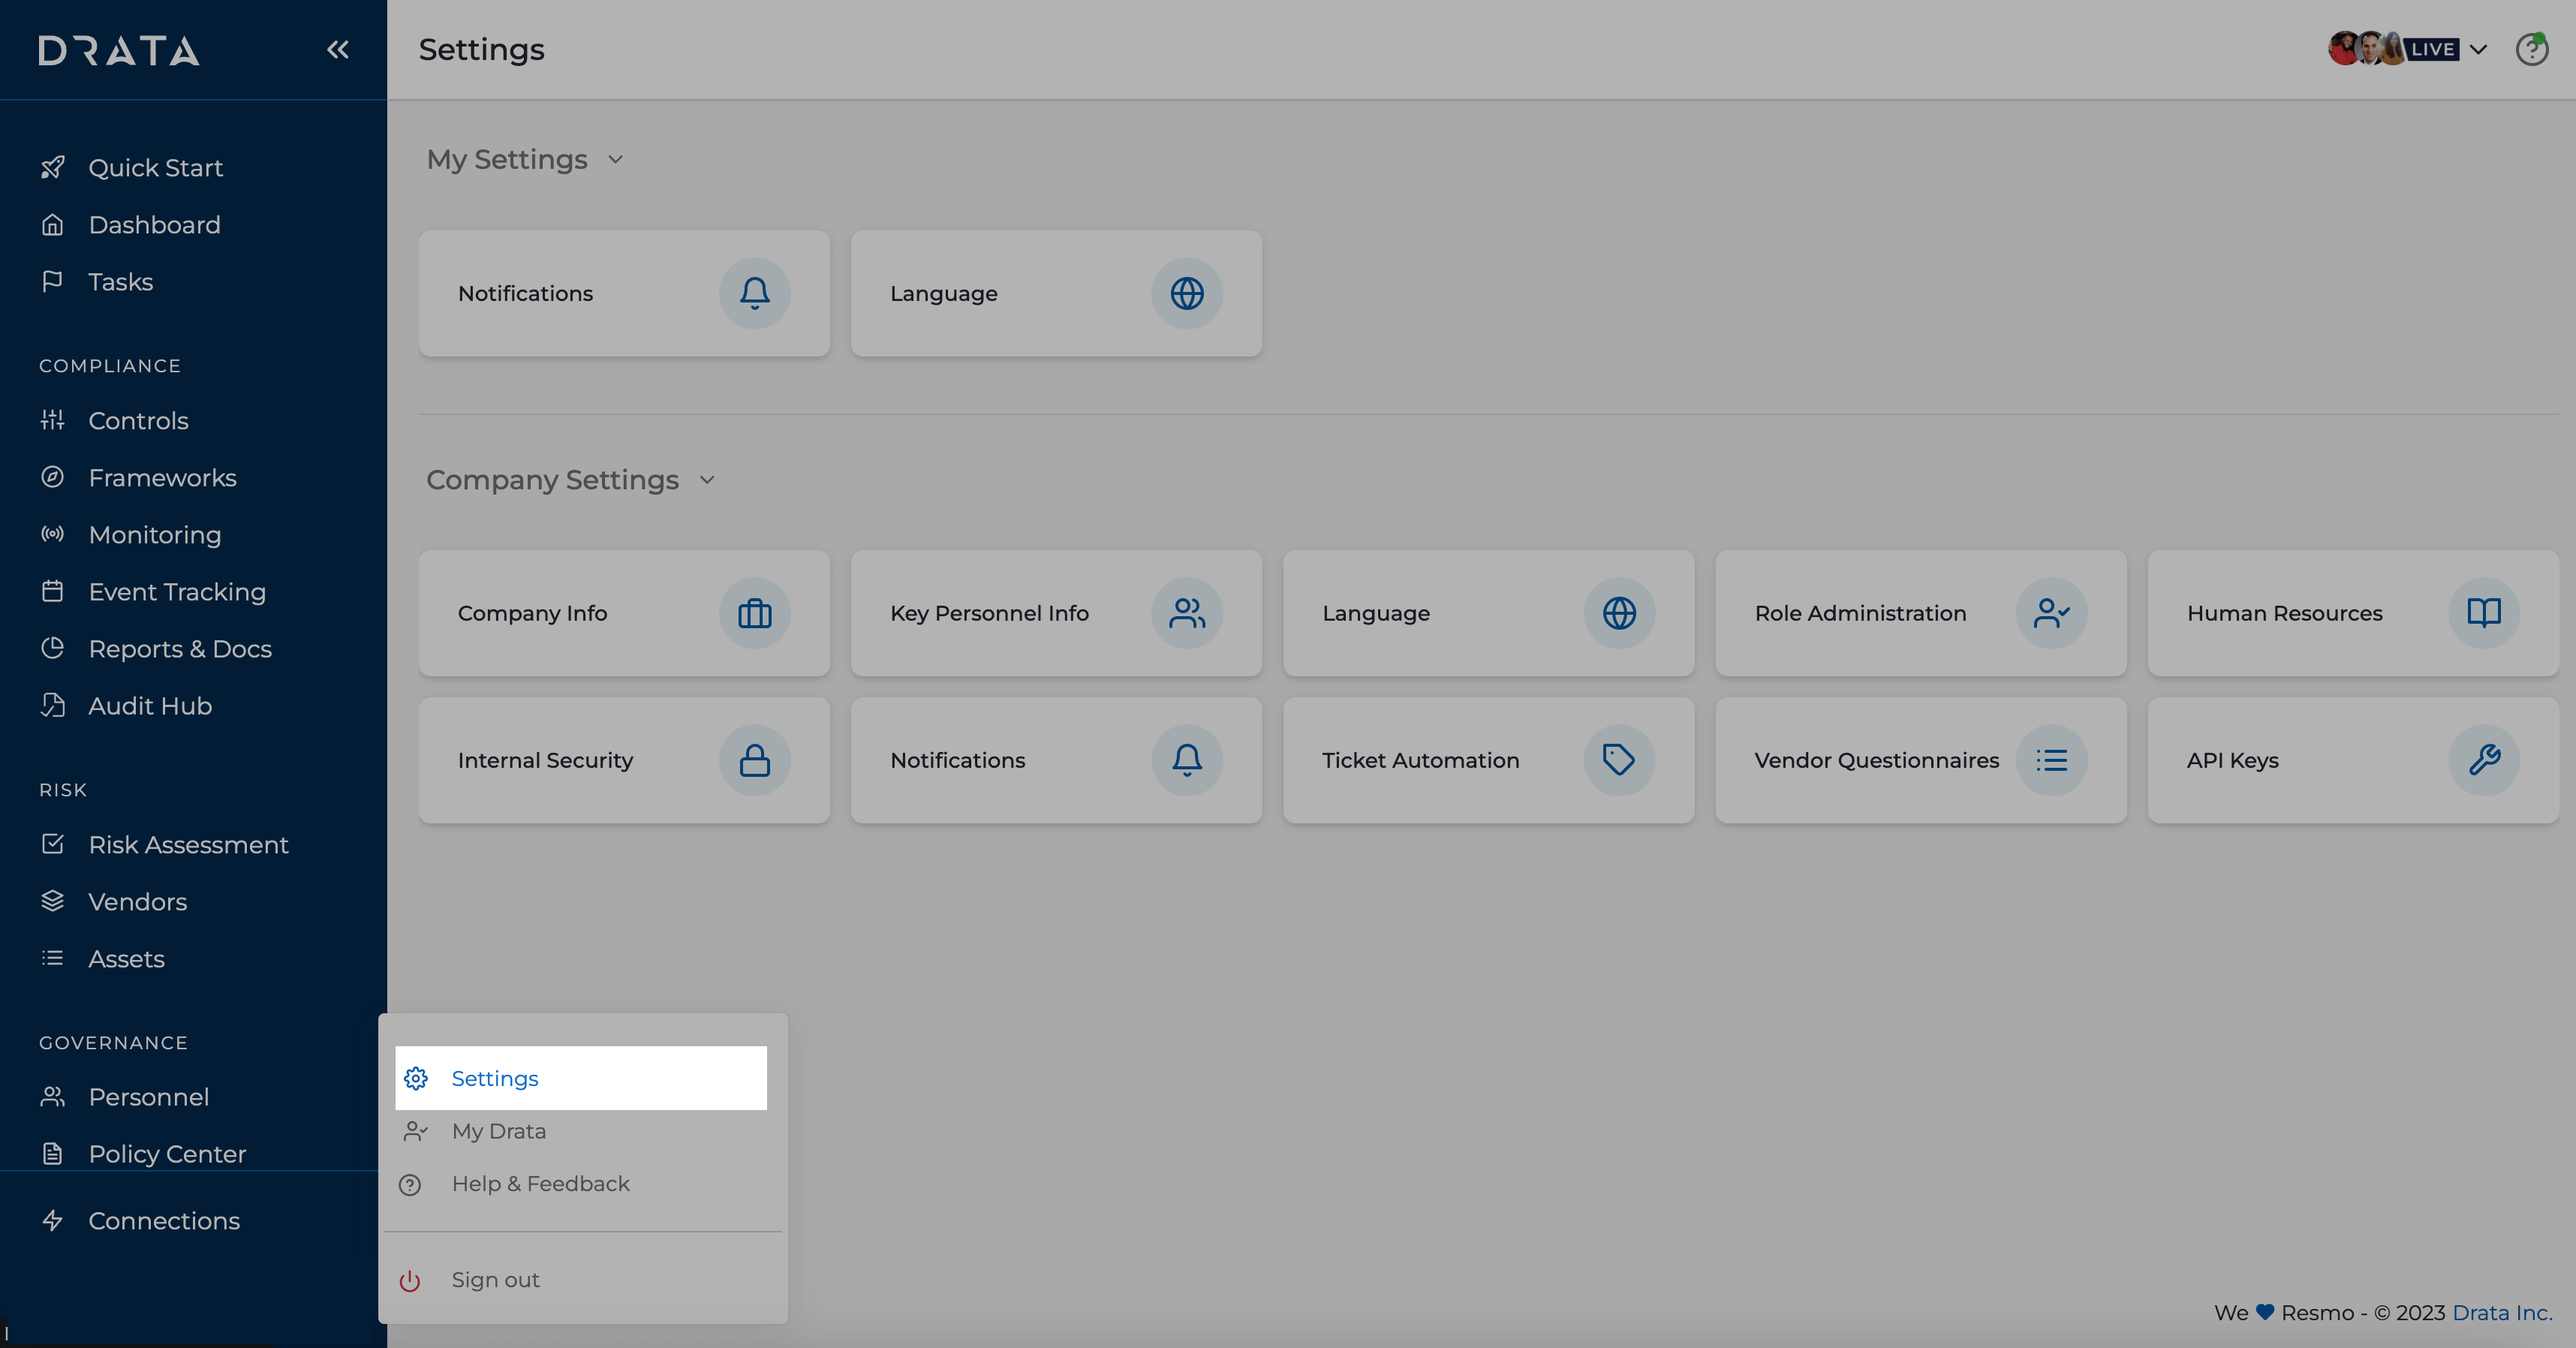 DRATA
Settings
LIVE
Quick Start
Dashboard
Tasks
COMPLIANCE
Controls
Frameworks
Monitoring
Event Tracking
Reports & Docs
Audit Hub
RISK
Risk Assessment
Vendors
Assets
GOVERNANCE
Personnel
Policy Center
Connections
My Settings
Notifications
Language
Company Settings
Company Info
Key Personnel Info
Language
Role Administration
Human Resources
Internal Security
Notifications
Ticket Automation
Vendor Questionnaires
API Keys
Settings
My Drata
Help & Feedback
Sign out
We Resmo - © 2023 Drata Inc.